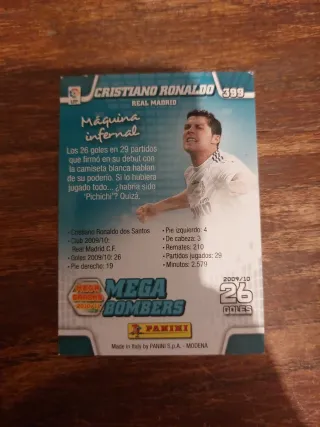 CRISTIANO RONALDO
399
REAL MADRID
Máquina
infernal
Los 26 goles en 29 partidos
que firmó en su debut con
la camiseta blanca hablan
de su poderío. Si lo hubiera
jugado todo... ¿habría sido
'Pichichi'? Quizá.
•Cristiano Ronaldo dos Santos
•Club 2009/10:
Real Madrid C.F.
•Goles 2009/10: 26
•Pie derecho: 19
•Pie izquierdo: 4
•De cabeza: 3
•Remates: 210
•Partidos jugados: 29
•Minutos: 2.579
MEGA
CRACKS
MEGA
BOMBERS
2009/10
26
GOLES
PANINI
Made in Italy by PANINI S.p.A. - MODENA